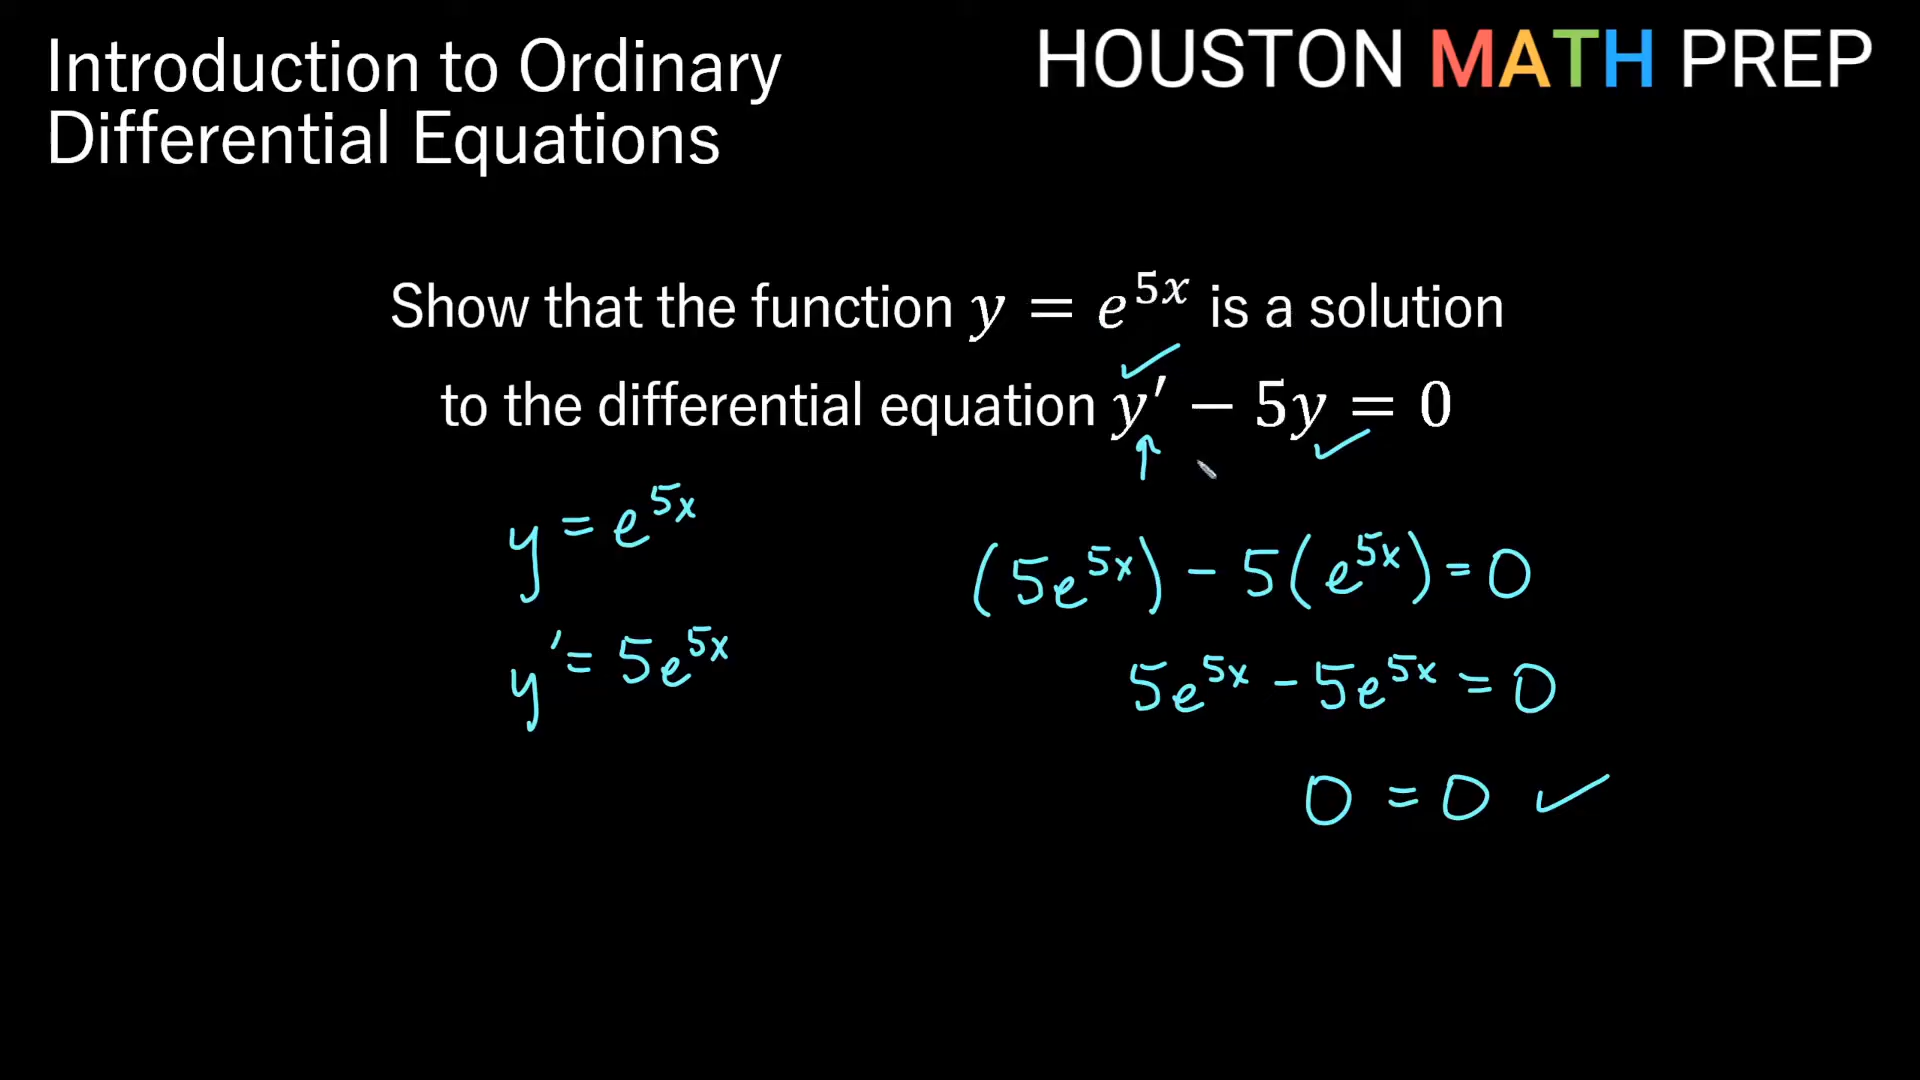 Introduction to Ordinary
Differential Equations
HOUSTON MATH PREP
Show that the function y = e^{5x} is a solution
to the differential equation y′ − 5y = 0
y = e^{5x}
y′ = 5e^{5x}
(5e^{5x}) − 5(e^{5x}) = 0
5e^{5x} − 5e^{5x} = 0
0 = 0 ✓